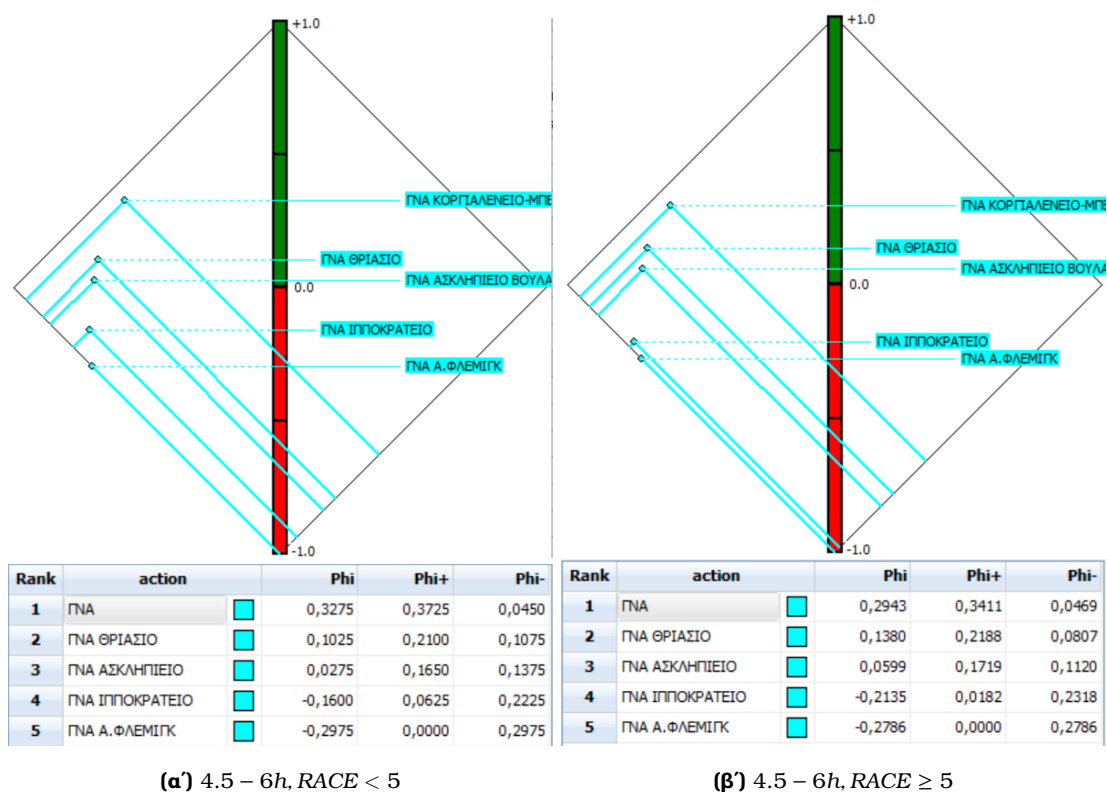 +1.0
ΓΝΑ ΚΟΡΓΙΑΛΕΝΕΙΟ-ΜΠΕ
ΓΝΑ ΘΡΙΑΣΙΟ
ΓΝΑ ΑΣΚΛΗΠΙΕΙΟ ΒΟΥΛΑ
0.0
ΓΝΑ ΙΠΠΟΚΡΑΤΕΙΟ
ΓΝΑ Α.ΦΛΕΜΙΓΚ
-1.0
Rank action Phi Phi+ Phi-
1 ΓΝΑ 0,3275 0,3725 0,0450
2 ΓΝΑ ΘΡΙΑΣΙΟ 0,1025 0,2100 0,1075
3 ΓΝΑ ΑΣΚΛΗΠΙΕΙΟ 0,0275 0,1650 0,1375
4 ΓΝΑ ΙΠΠΟΚΡΑΤΕΙΟ -0,1600 0,0625 0,2225
5 ΓΝΑ Α.ΦΛΕΜΙΓΚ -0,2975 0,0000 0,2975
(αʹ) 4.5 – 6h, RACE < 5
+1.0
ΓΝΑ ΚΟΡΓΙΑΛΕΝΕΙΟ-ΜΠΕ
ΓΝΑ ΘΡΙΑΣΙΟ
ΓΝΑ ΑΣΚΛΗΠΙΕΙΟ ΒΟΥΛΑ
0.0
ΓΝΑ ΙΠΠΟΚΡΑΤΕΙΟ
ΓΝΑ Α.ΦΛΕΜΙΓΚ
-1.0
Rank action Phi Phi+ Phi-
1 ΓΝΑ 0,2943 0,3411 0,0469
2 ΓΝΑ ΘΡΙΑΣΙΟ 0,1380 0,2188 0,0807
3 ΓΝΑ ΑΣΚΛΗΠΙΕΙΟ 0,0599 0,1719 0,1120
4 ΓΝΑ ΙΠΠΟΚΡΑΤΕΙΟ -0,2135 0,0182 0,2318
5 ΓΝΑ Α.ΦΛΕΜΙΓΚ -0,2786 0,0000 0,2786
(βʹ) 4.5 – 6h, RACE ≥ 5